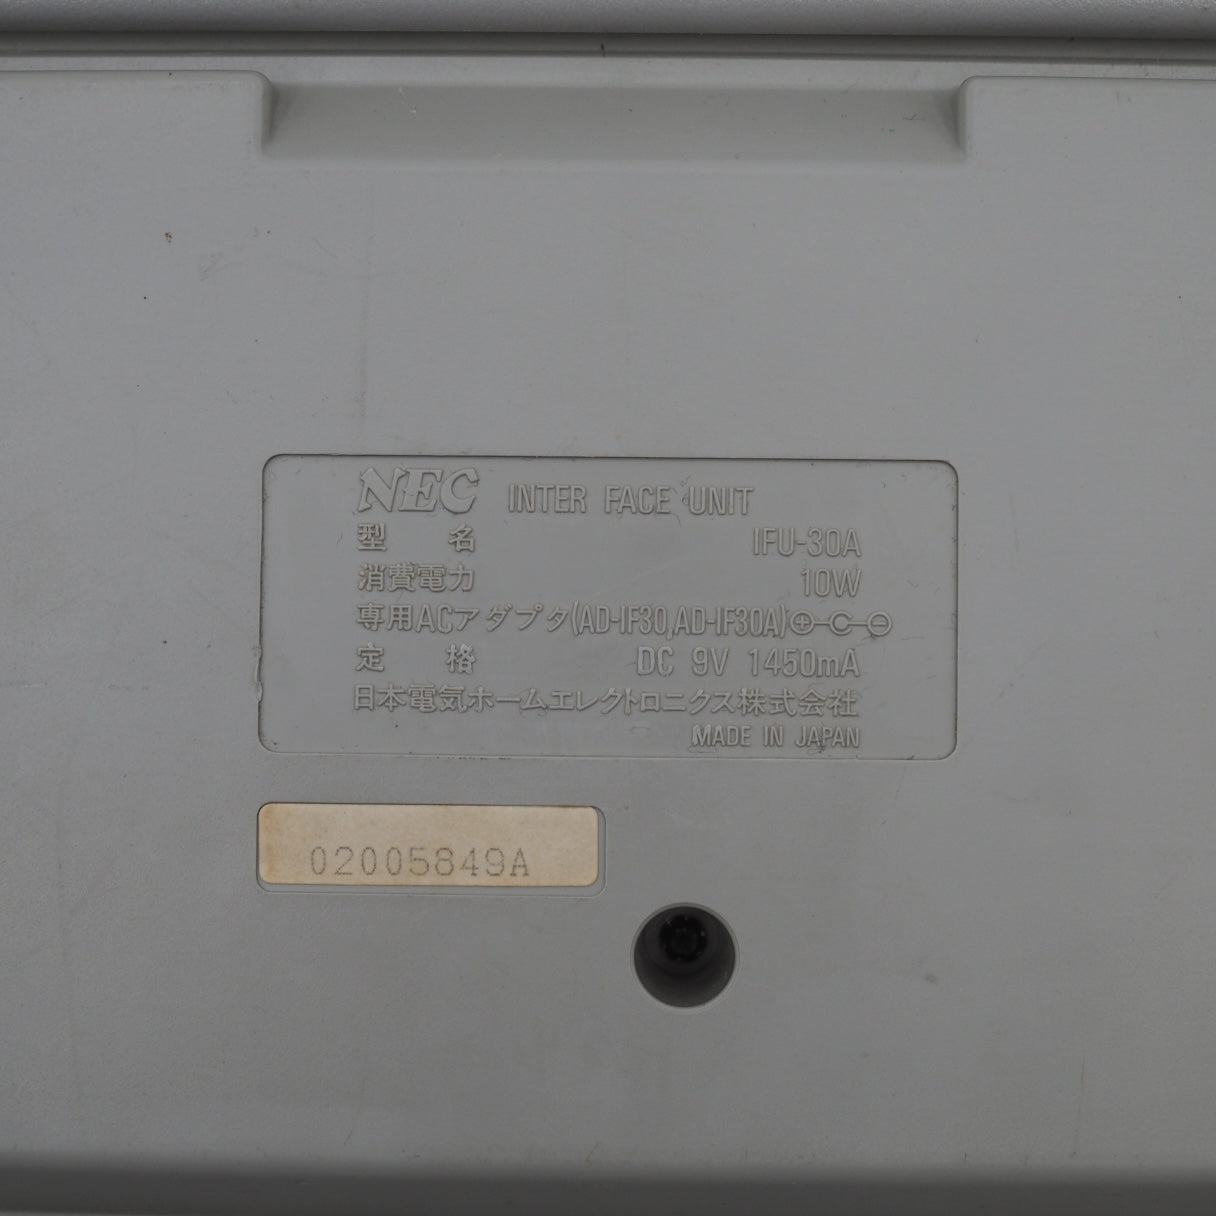 NEC INTER FACE UNIT
型名 IFU-30A
消費電力 10W
専用ACアダプタ(AD-IF30,AD-IF30A)⊕-C-⊖
定格 DC 9V 1450mA
日本電気ホームエレクトロニクス株式会社
MADE IN JAPAN
02005849A